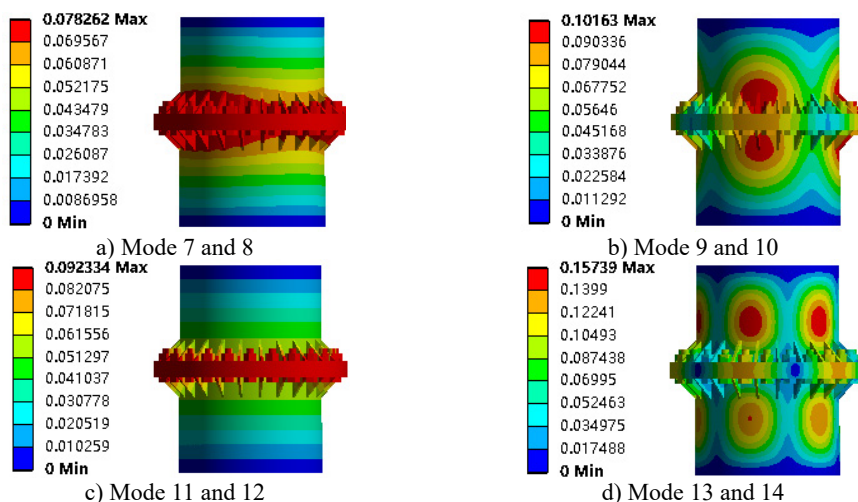 0.078262 Max
0.069567
0.060871
0.052175
0.043479
0.034783
0.026087
0.017392
0.0086958
0 Min
a) Mode 7 and 8
0.10163 Max
0.090336
0.079044
0.067752
0.05646
0.045168
0.033876
0.022584
0.011292
0 Min
b) Mode 9 and 10
0.092334 Max
0.082075
0.071815
0.061556
0.051297
0.041037
0.030778
0.020519
0.010259
0 Min
c) Mode 11 and 12
0.15739 Max
0.1399
0.12241
0.10493
0.087438
0.06995
0.052463
0.034975
0.017488
0 Min
d) Mode 13 and 14